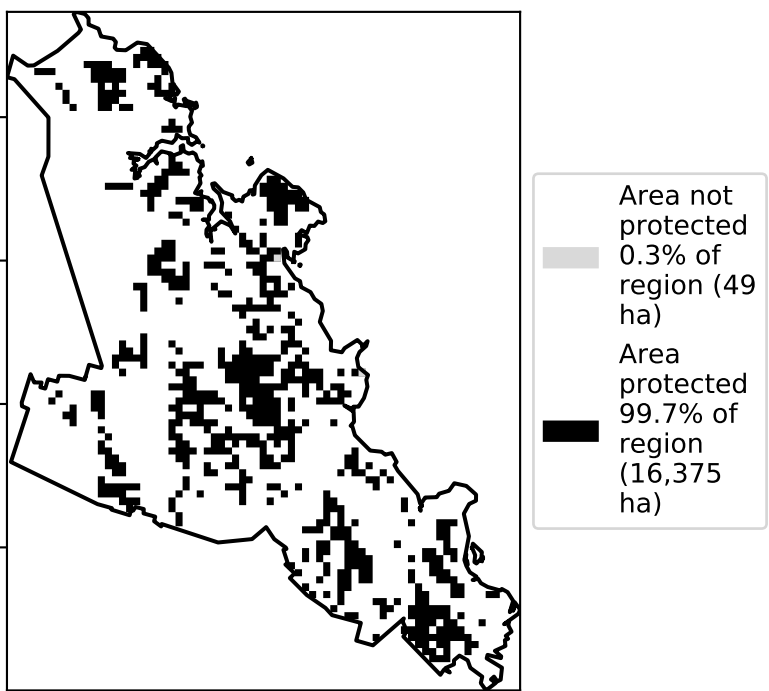 Area not
protected
0.3% of
region (49
ha)
Area
protected
99.7% of
region
(16,375
ha)